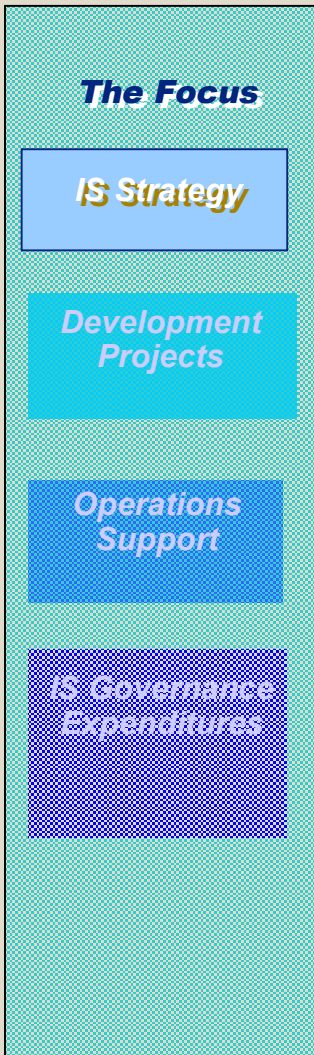 The Focus
IS Strategy
Development
Projects
Operations
Support
IS Governance
Expenditures